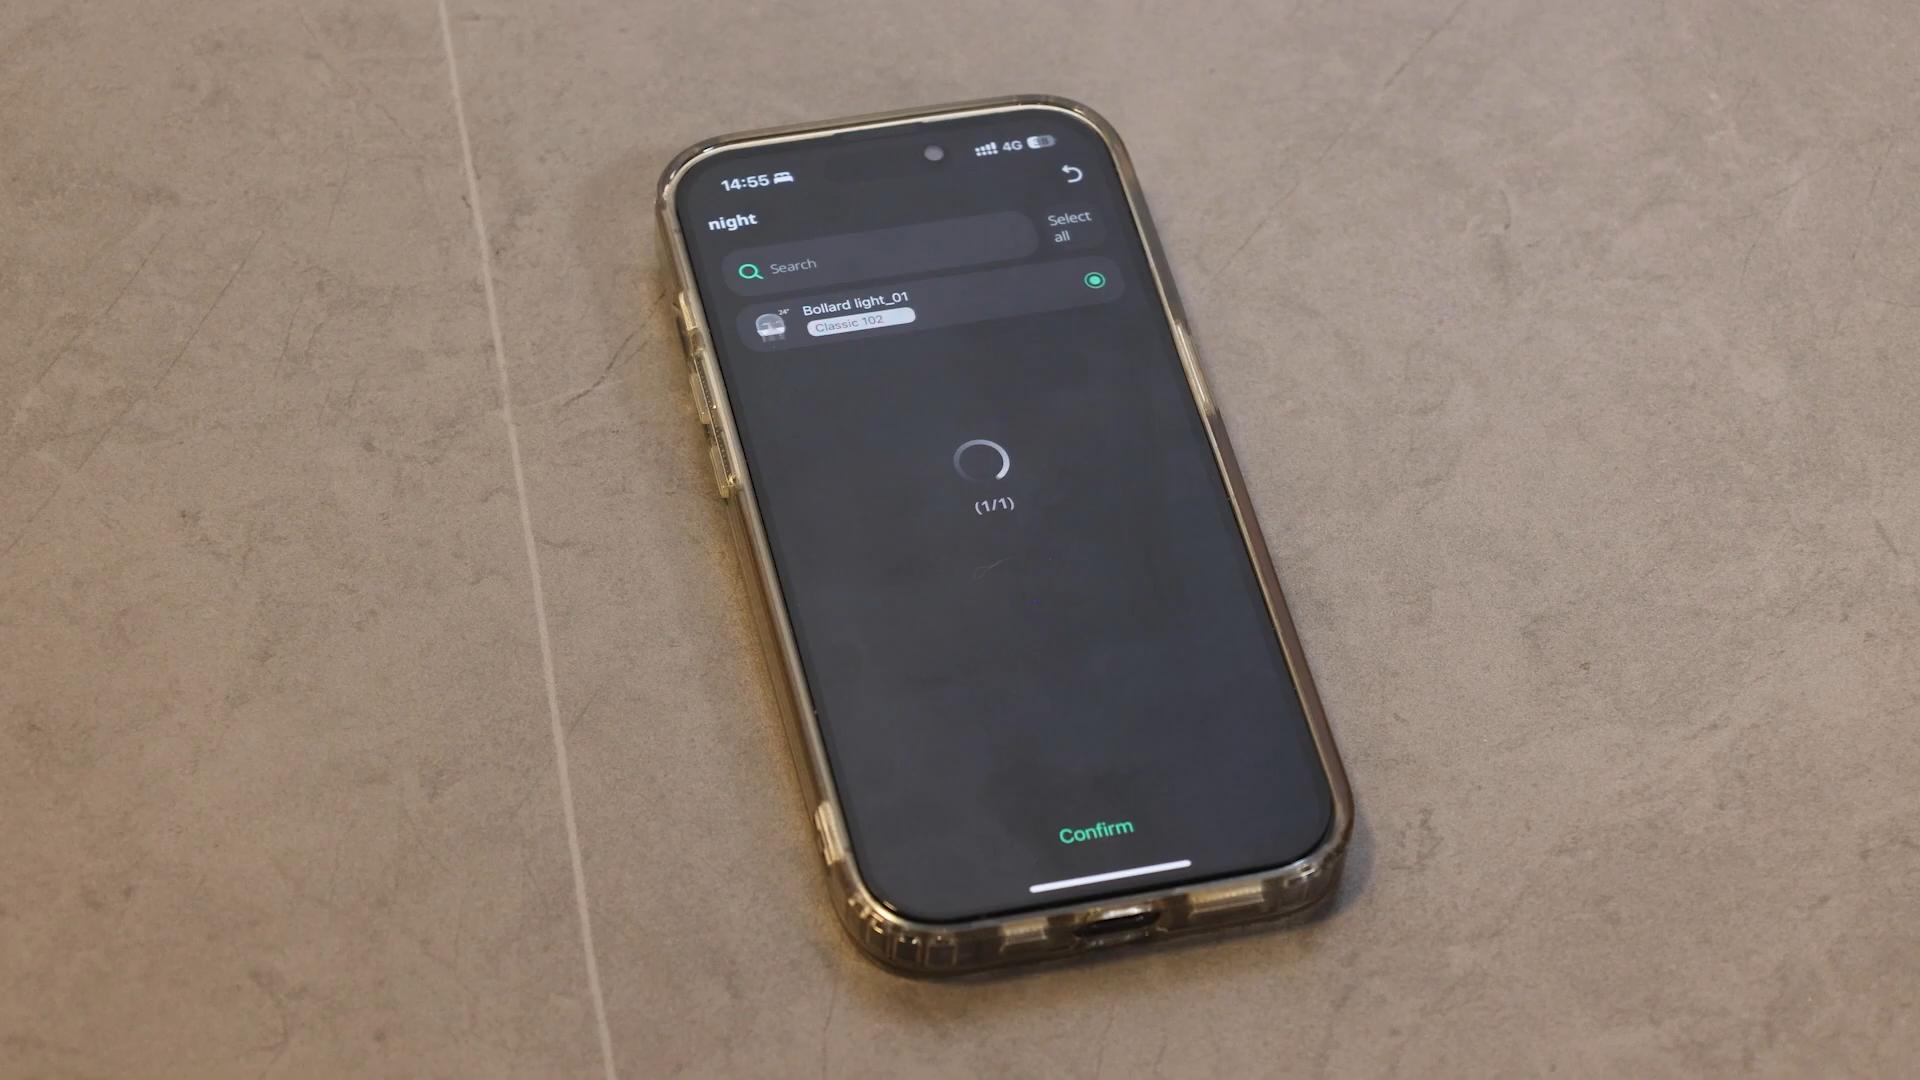 14:55
4G
night
Select
all
Search
Bollard light_01
Classic 102
(1/1)
Confirm